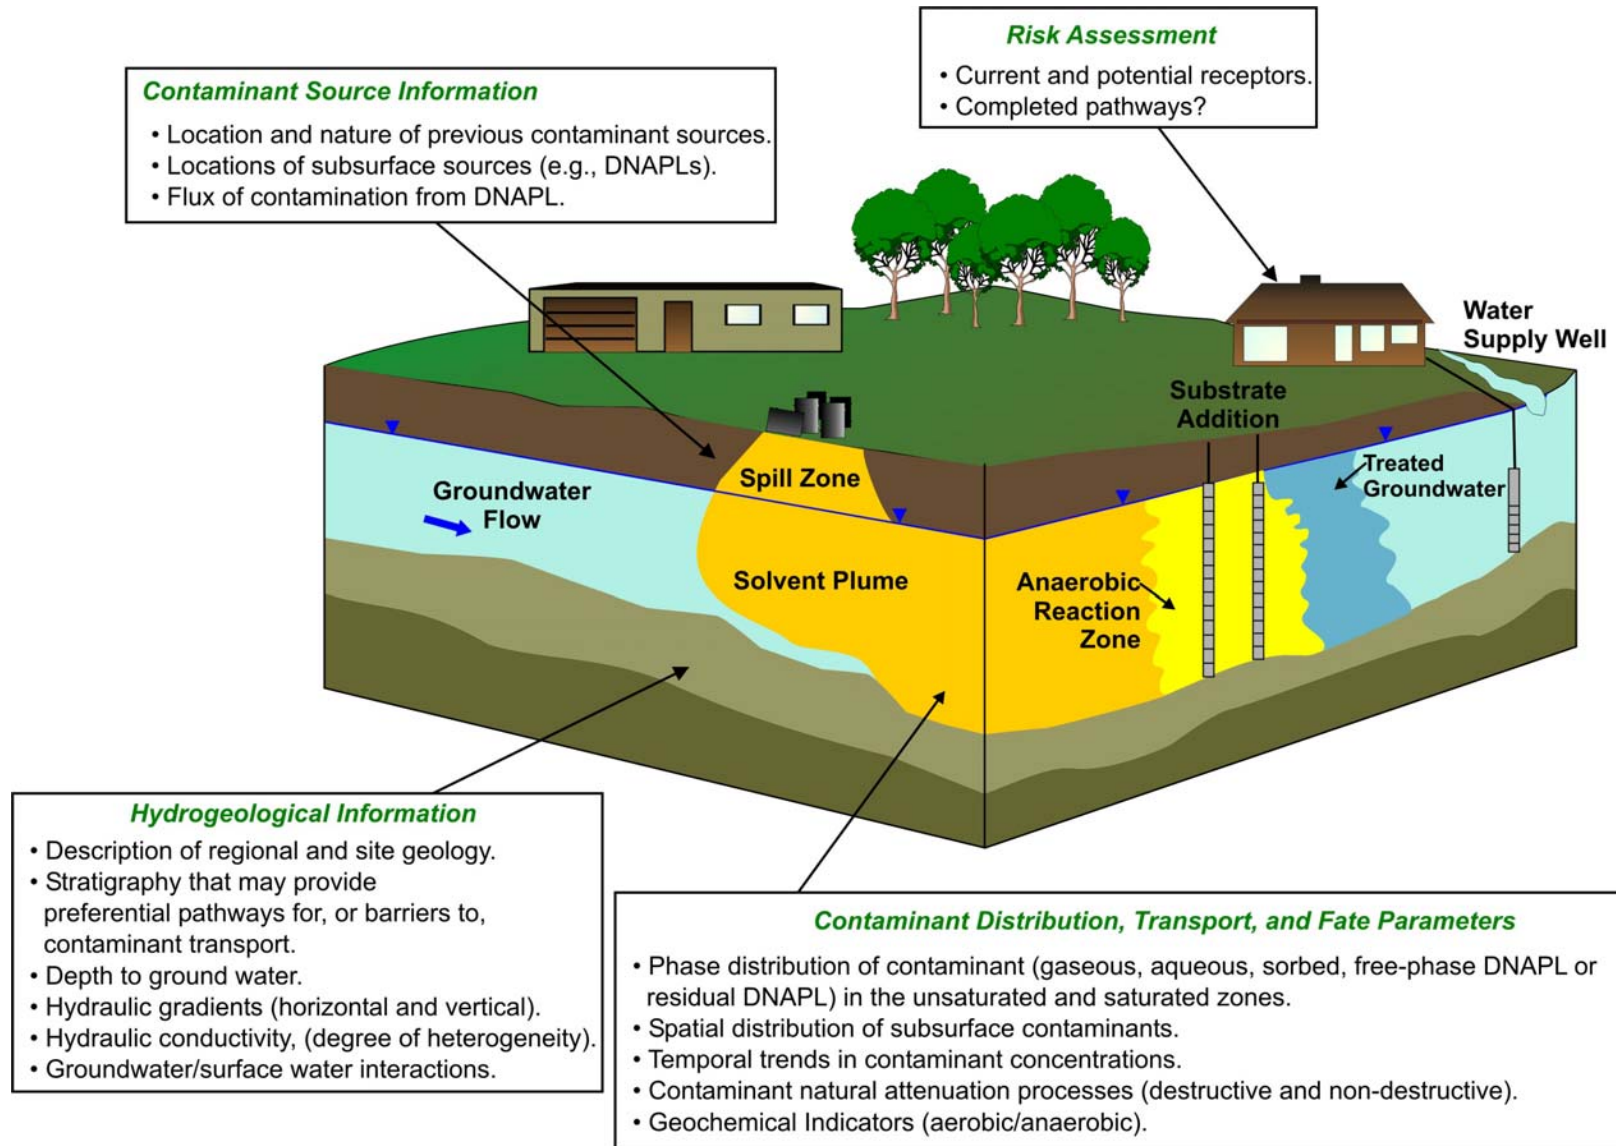 Risk Assessment
• Current and potential receptors.
• Completed pathways?
Contaminant Source Information
• Location and nature of previous contaminant sources.
• Locations of subsurface sources (e.g., DNAPLs).
• Flux of contamination from DNAPL.
Water
Supply Well
Substrate
Addition
Spill Zone
Treated
Groundwater
Groundwater
Flow
Solvent Plume
Anaerobic
Reaction
Zone
Hydrogeological Information
• Description of regional and site geology.
• Stratigraphy that may provide
preferential pathways for, or barriers to,
contaminant transport.
• Depth to ground water.
• Hydraulic gradients (horizontal and vertical).
• Hydraulic conductivity, (degree of heterogeneity).
• Groundwater/surface water interactions.
Contaminant Distribution, Transport, and Fate Parameters
• Phase distribution of contaminant (gaseous, aqueous, sorbed, free-phase DNAPL or
residual DNAPL) in the unsaturated and saturated zones.
• Spatial distribution of subsurface contaminants.
• Temporal trends in contaminant concentrations.
• Contaminant natural attenuation processes (destructive and non-destructive).
• Geochemical Indicators (aerobic/anaerobic).